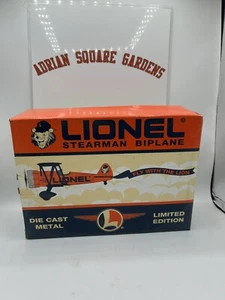 ADRIAN SQUARE GARDENS
LIONEL®
STEARMAN BIPLANE
LIONEL
FLY WITH THE LION
DIE CAST
METAL
L
LIMITED
EDITION